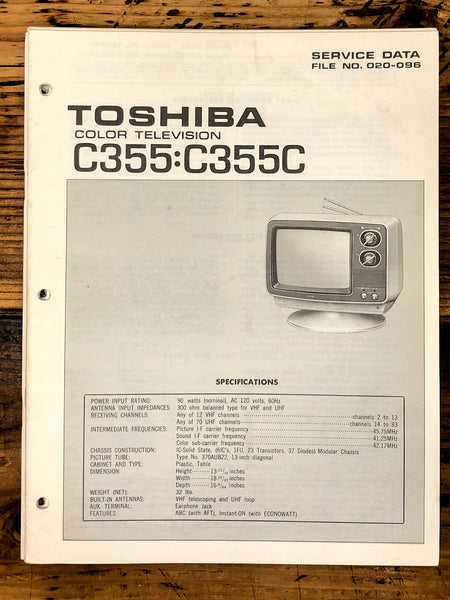 SERVICE DATA
FILE NO. 020-096
TOSHIBA
COLOR TELEVISION
C355:C355C
SPECIFICATIONS
POWER INPUT RATING: 90 watts (nominal), AC 120 volts, 60Hz
ANTENNA INPUT IMPEDANCES: 300 ohm balanced type for VHF and UHF
RECEIVING CHANNELS: Any of 12 VHF channels channels 2 to 13
Any of 70 UHF channels channels 14 to 83
INTERMEDIATE FREQUENCIES: Picture I-F carrier frequency 45.75MHz
Sound I-F carrier frequency 41.25MHz
Color sub-carrier frequency 42.17MHz
CHASSIS CONSTRUCTION: IC-Solid State, (6IC's, 1FU, 23 Transistors, 37 Diodes) Modular Chassis
PICTURE TUBE: Type No. 370AUB22, 13-inch diagonal
CABINET AND TYPE: Plastic, Table
DIMENSION: Height inches
Width inches
Depth inches
WEIGHT (NET): 32 lbs.
BUILT-IN ANTENNAS: VHF telescoping and UHF loop
AUX. TERMINAL: Earphone Jack
FEATURES: ABC (with AFT), Instant-ON (with ECONOWATT)